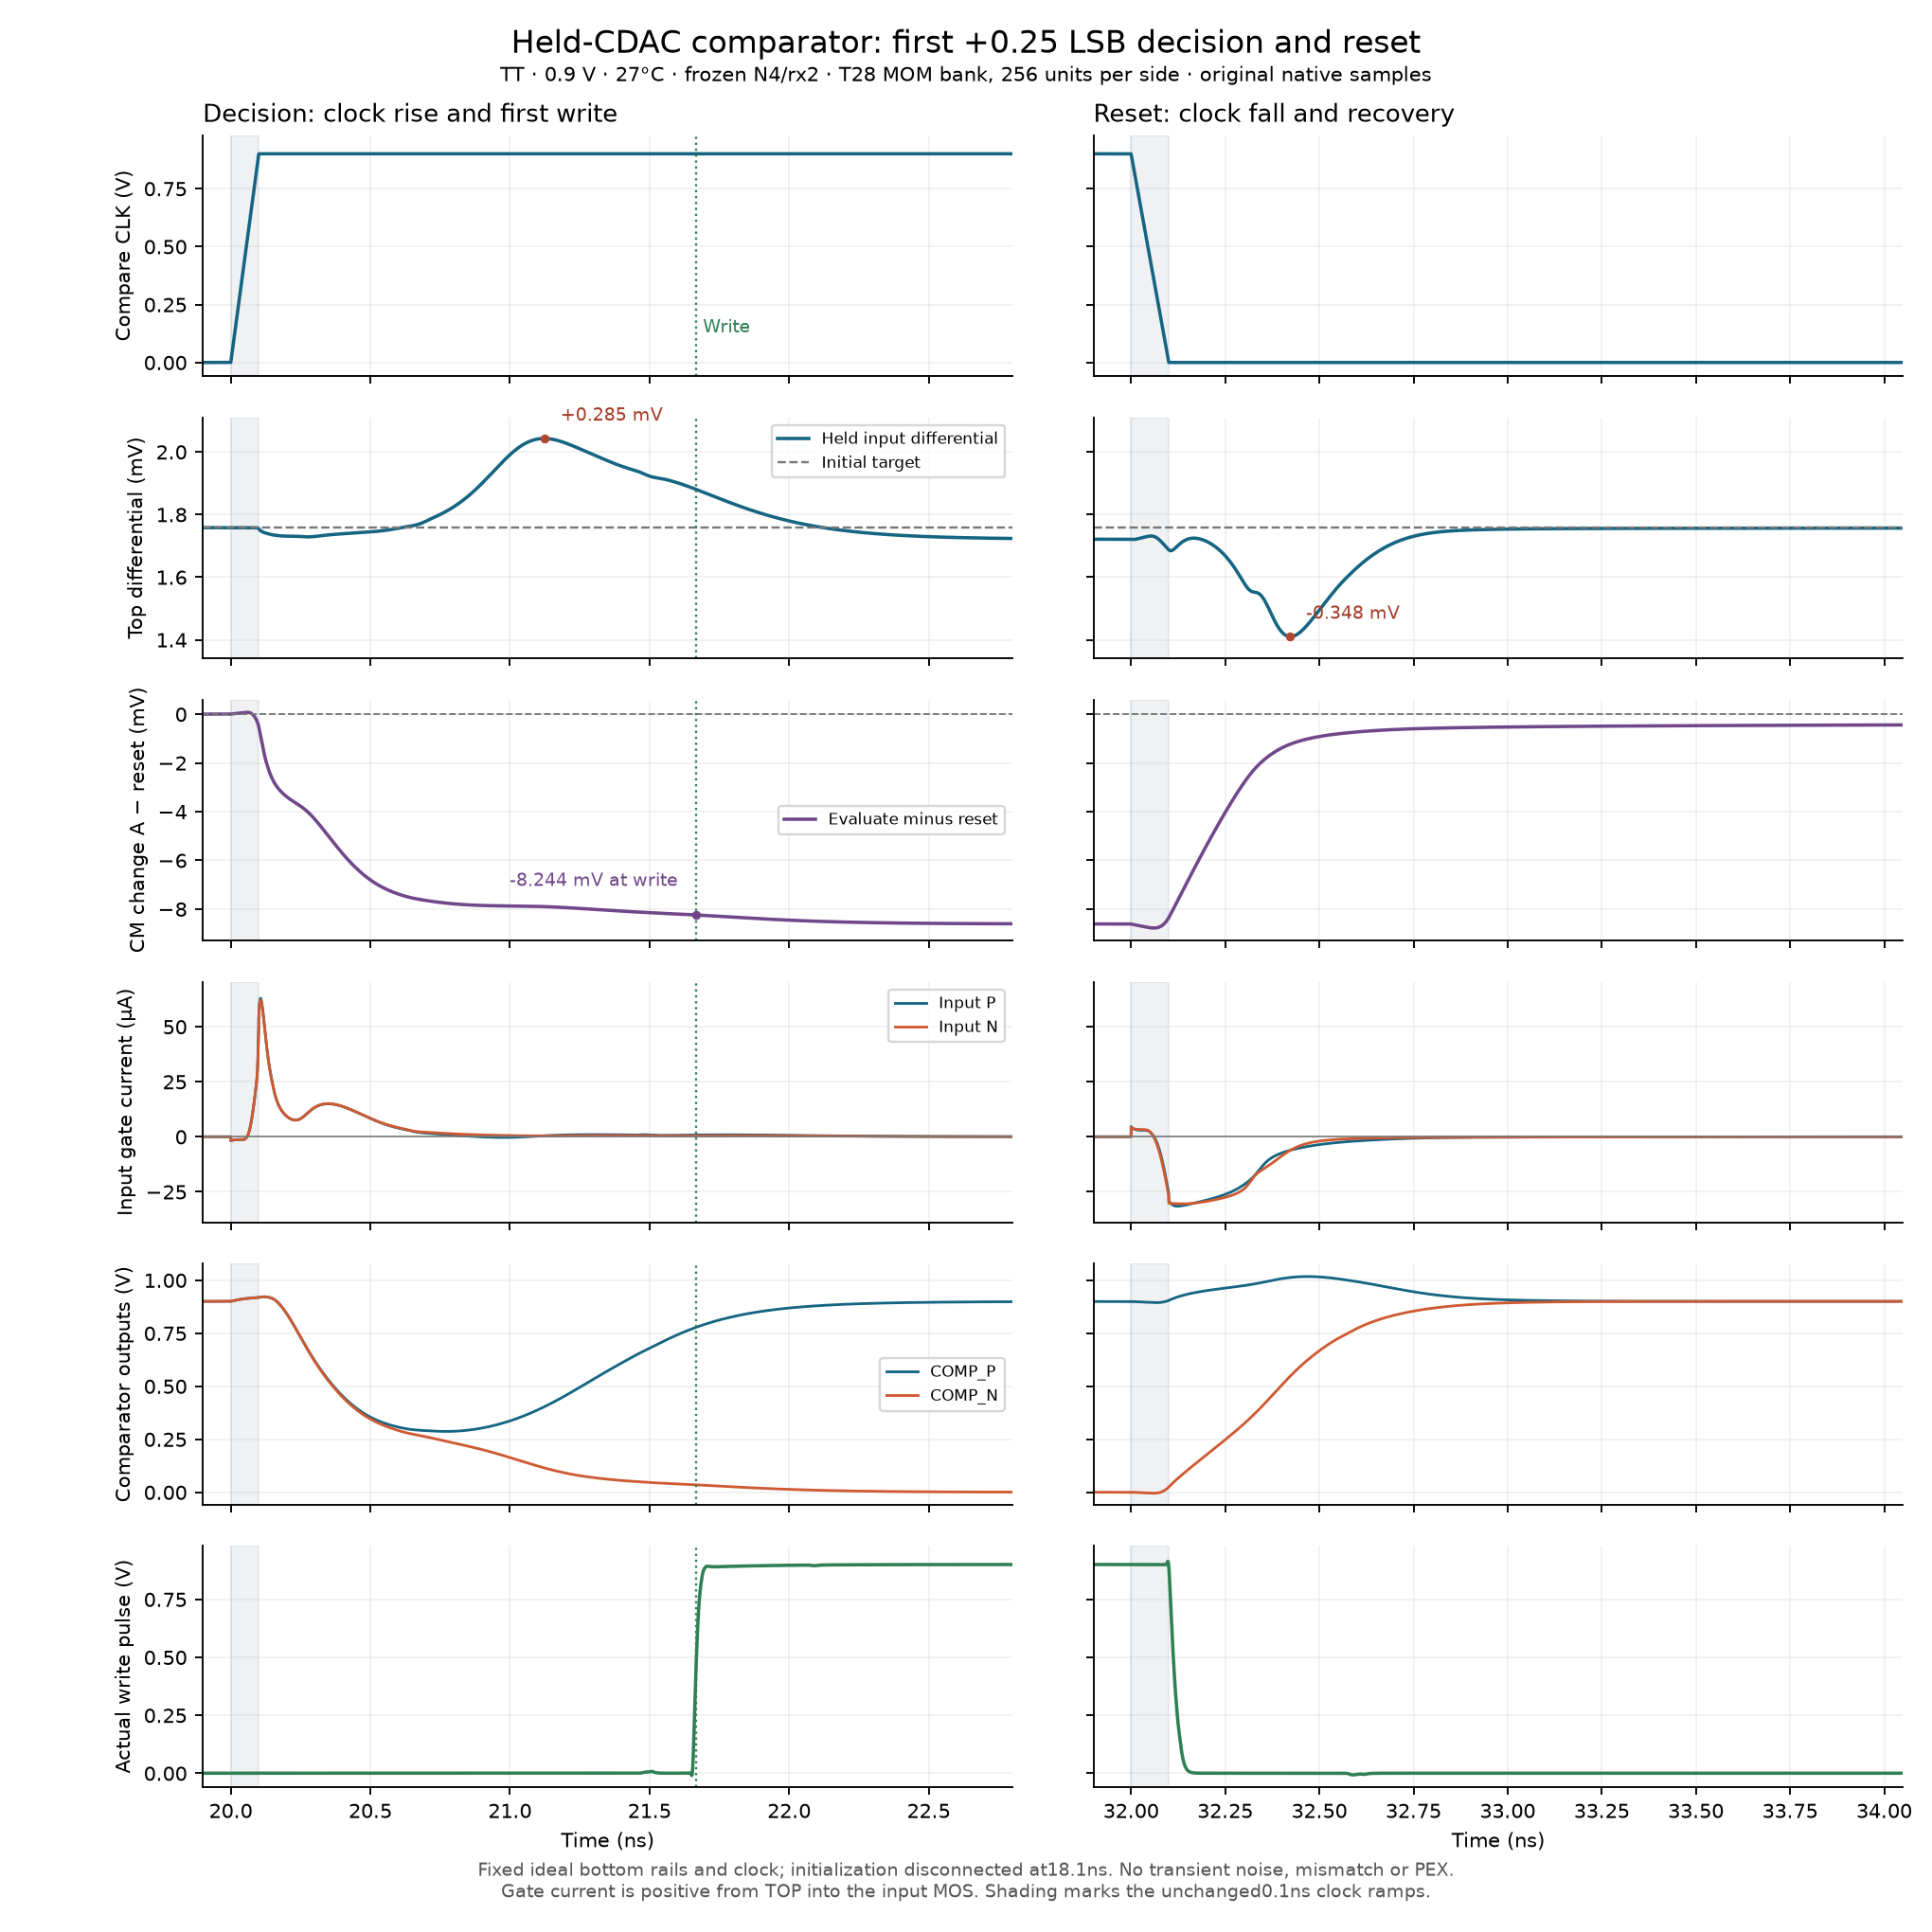 Held-CDAC comparator: first +0.25 LSB decision and reset
TT · 0.9 V · 27°C · frozen N4/rx2 · T28 MOM bank, 256 units per side · original native samples
Decision: clock rise and first write
Reset: clock fall and recovery
Compare CLK (V)
0.75
0.50
0.25
0.00
Write
Top differential (mV)
2.0
1.8
1.6
1.4
+0.285 mV
Held input differential
Initial target
-0.348 mV
CM change A − reset (mV)
0
−2
−4
−6
−8
Evaluate minus reset
-8.244 mV at write
Input gate current (µA)
50
25
0
−25
Input P
Input N
Comparator outputs (V)
1.00
0.75
0.50
0.25
0.00
COMP_P
COMP_N
Actual write pulse (V)
0.75
0.50
0.25
0.00
20.0 20.5 21.0 21.5 22.0 22.5
Time (ns)
32.00 32.25 32.50 32.75 33.00 33.25 33.50 33.75 34.00
Time (ns)
Fixed ideal bottom rails and clock; initialization disconnected at18.1ns. No transient noise, mismatch or PEX.
Gate current is positive from TOP into the input MOS. Shading marks the unchanged0.1ns clock ramps.